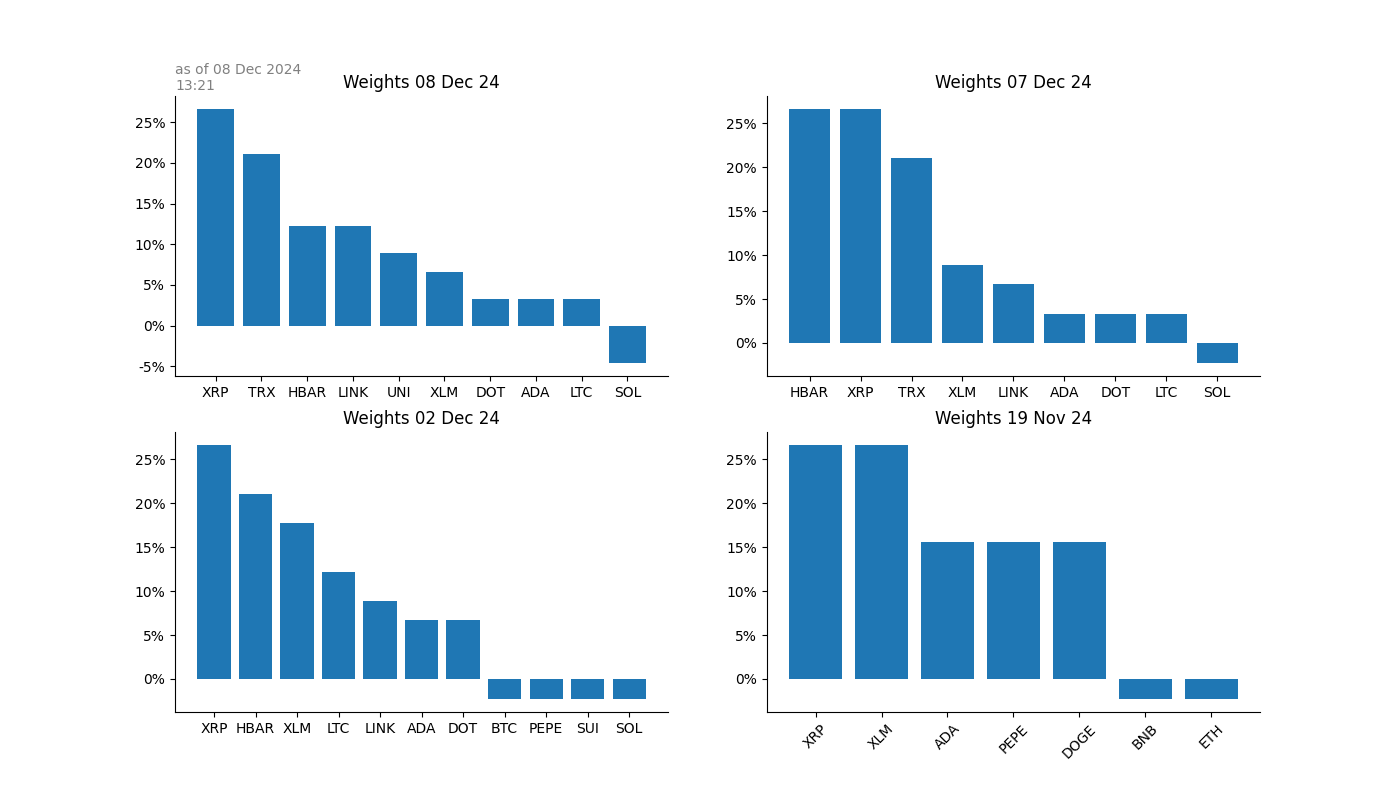 as of 08 Dec 2024
13:21
Weights 08 Dec 24
25%
20%
15%
10%
5%
0%
-5%
XRP TRX HBAR LINK UNI XLM DOT ADA LTC SOL
Weights 07 Dec 24
25%
20%
15%
10%
5%
0%
HBAR XRP TRX XLM LINK ADA DOT LTC SOL
Weights 02 Dec 24
25%
20%
15%
10%
5%
0%
XRP HBAR XLM LTC LINK ADA DOT BTC PEPE SUI SOL
Weights 19 Nov 24
25%
20%
15%
10%
5%
0%
XRP XLM ADA PEPE DOGE BNB ETH